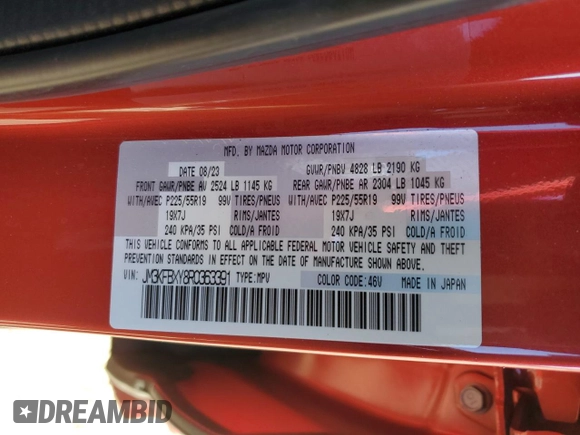 MFD. BY MAZDA MOTOR CORPORATION
DATE 08/23 GVWR/PNBV 4828 LB 2190 KG
FRONT GAWR/PNBE AV 2524 LB 1145 KG REAR GAWR/PNBE AR 2304 LB 1045 KG
WITH/AVEC P225/55R19 99V TIRES/PNEUS WITH/AVEC P225/55R19 99V TIRES/PNEUS
19X7J RIMS/JANTES 19X7J RIMS/JANTES
240 KPA/35 PSI COLD/A FROID 240 KPA/35 PSI COLD/A FROID
THIS VEHICLE CONFORMS TO ALL APPLICABLE FEDERAL MOTOR VEHICLE SAFETY AND THEFT
PREVENTION STANDARDS IN EFFECT ON THE DATE OF MANUFACTURE SHOWN ABOVE.
VIN: JM3KFBXY8R0363391 TYPE:MPV COLOR CODE:46V MADE IN JAPAN
DREAMBID